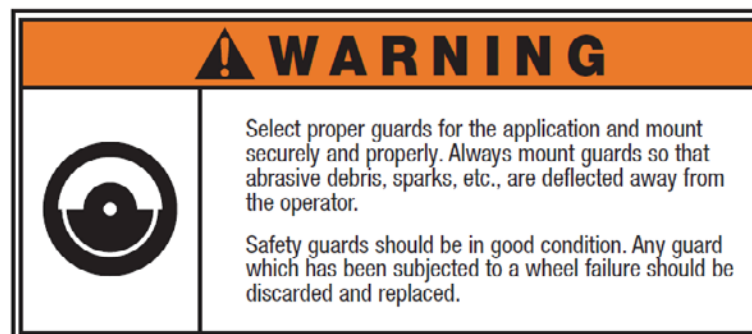 WARNING
Select proper guards for the application and mount
securely and properly. Always mount guards so that
abrasive debris, sparks, etc., are deflected away from
the operator.
Safety guards should be in good condition. Any guard
which has been subjected to a wheel failure should be
discarded and replaced.